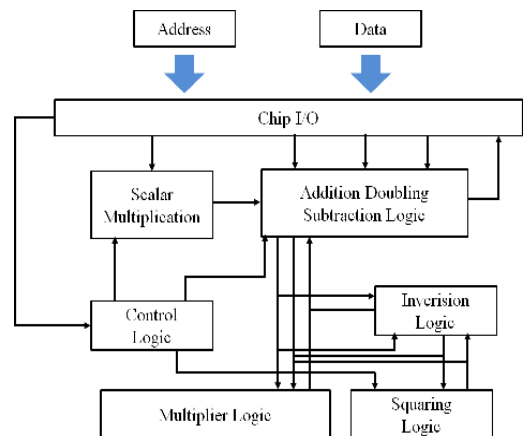 Address
Data
Chip I/O
Scalar
Multiplication
Addition Doubling
Subtraction Logic
Control
Logic
Inverision
Logic
Multiplier Logic
Squaring
Logic